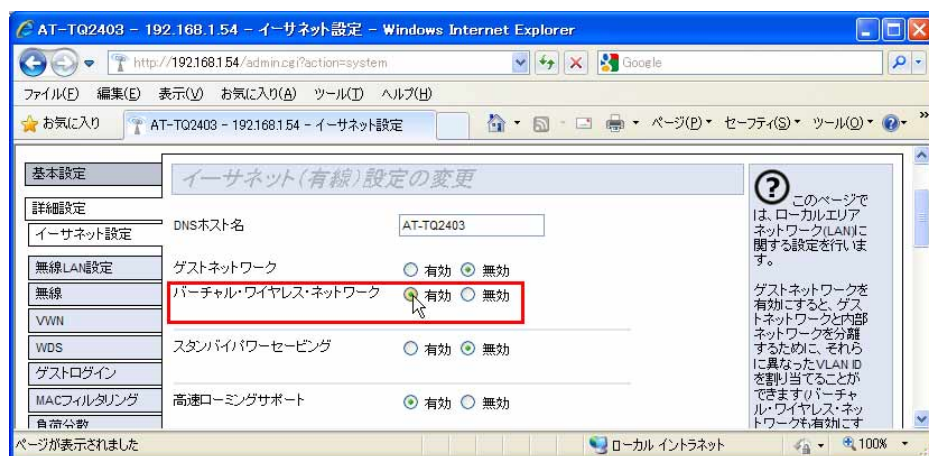 AT-TQ2403 - 192.168.1.54 - イーサネット設定 - Windows Internet Explorer
http://192.168.1.54/admin.cgi?action=system
Google
ファイル(F) 編集(E) 表示(V) お気に入り(A) ツール(T) ヘルプ(H)
お気に入り AT-TQ2403 - 192.168.1.54 - イーサネット設定 ページ(P) セーフティ(S) ツール(O) »
基本設定
詳細設定
イーサネット設定
無線LAN設定
無線
VWN
WDS
ゲストログイン
MACフィルタリング
負荷分散
イーサネット(有線)設定の変更
DNSホスト名 AT-TQ2403
ゲストネットワーク 有効 無効
バーチャル・ワイヤレス・ネットワーク 有効 無効
スタンバイパワーセービング 有効 無効
高速ローミングサポート 有効 無効
? このページで
は、ローカルエリア
ネットワーク(LAN)に
関する設定を行いま
す。
ゲストネットワークを
有効にすると、ゲス
トネットワークと内部
ネットワークを分離
するために、それら
に異なったVLAN ID
を割り当てることが
できます(バーチャ
ル・ワイヤレス・ネッ
トワークも有効にす
ページが表示されました ローカル イントラネット 100%